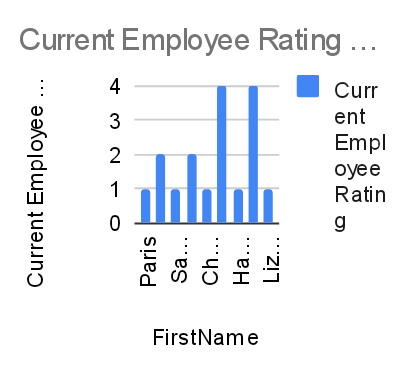 Current Employee Rating …
Current Employee …
4
3
2
1
0
Paris
Sa…
Ch…
Ha…
Liz…
FirstName
Curr
ent
Empl
oyee
Ratin
g